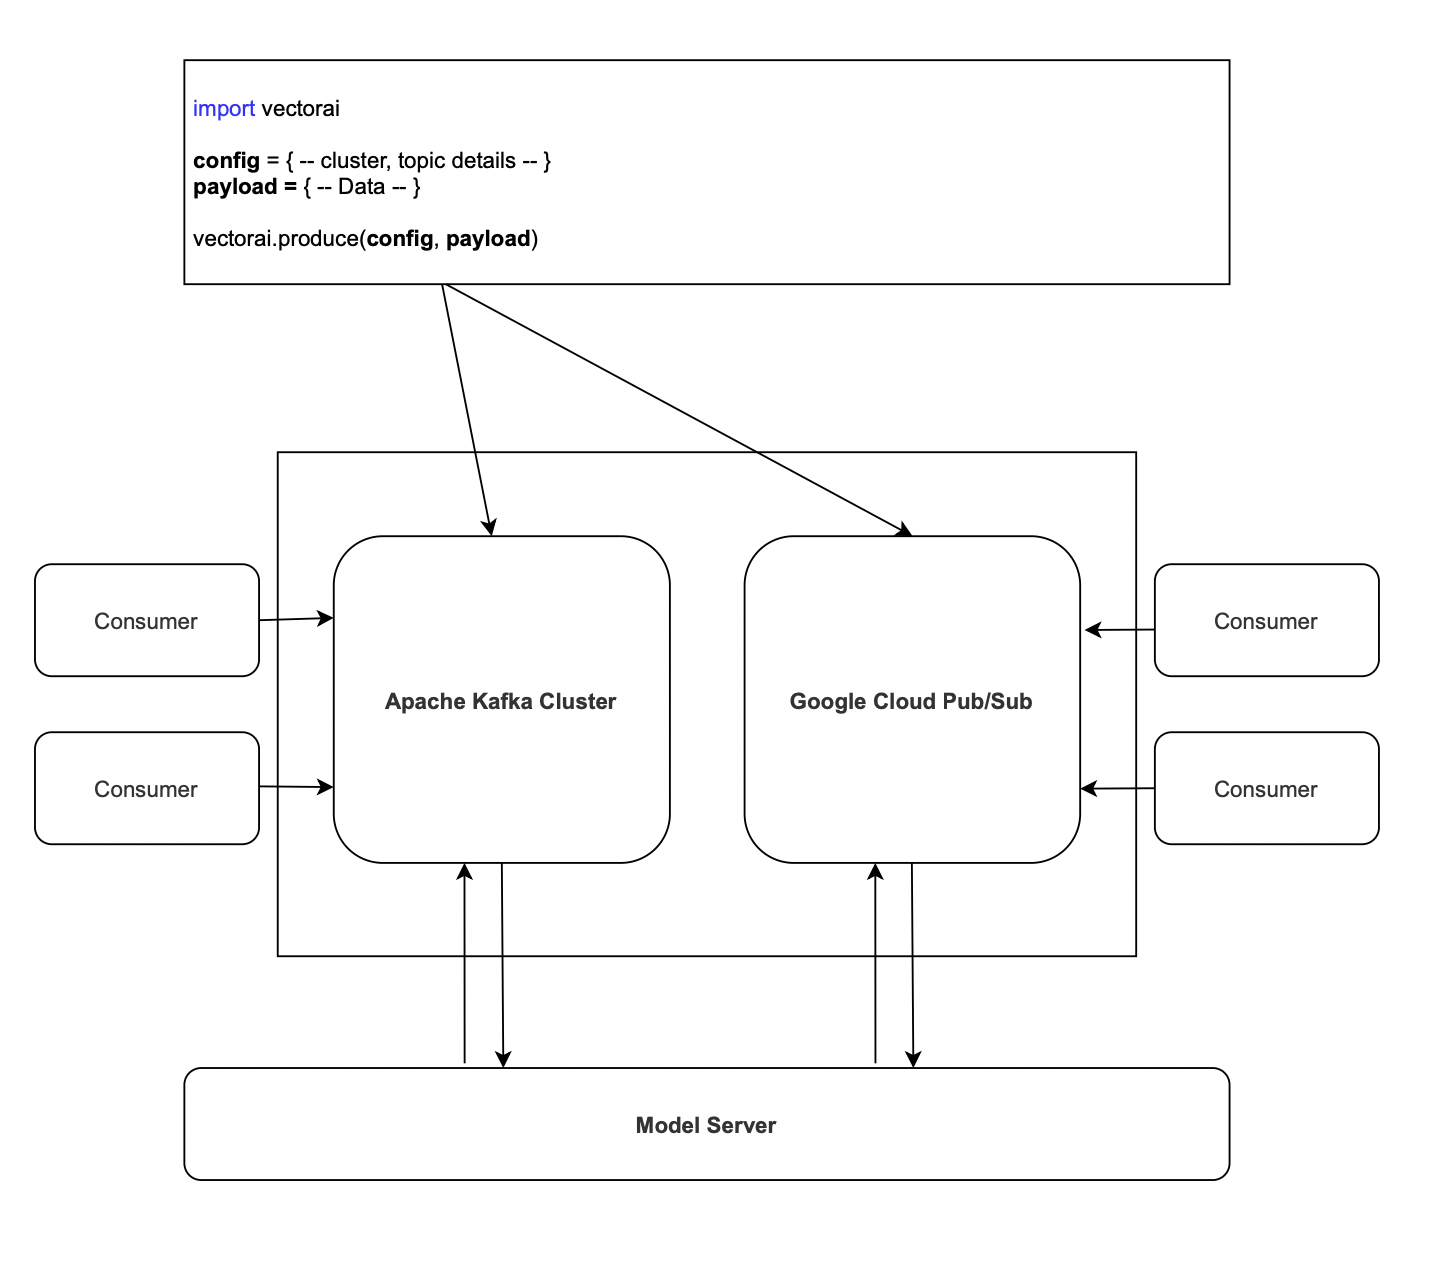 import vectorai
config = { -- cluster, topic details -- }
payload = { -- Data -- }
vectorai.produce(config, payload)
Consumer
Consumer
Apache Kafka Cluster
Google Cloud Pub/Sub
Consumer
Consumer
Model Server